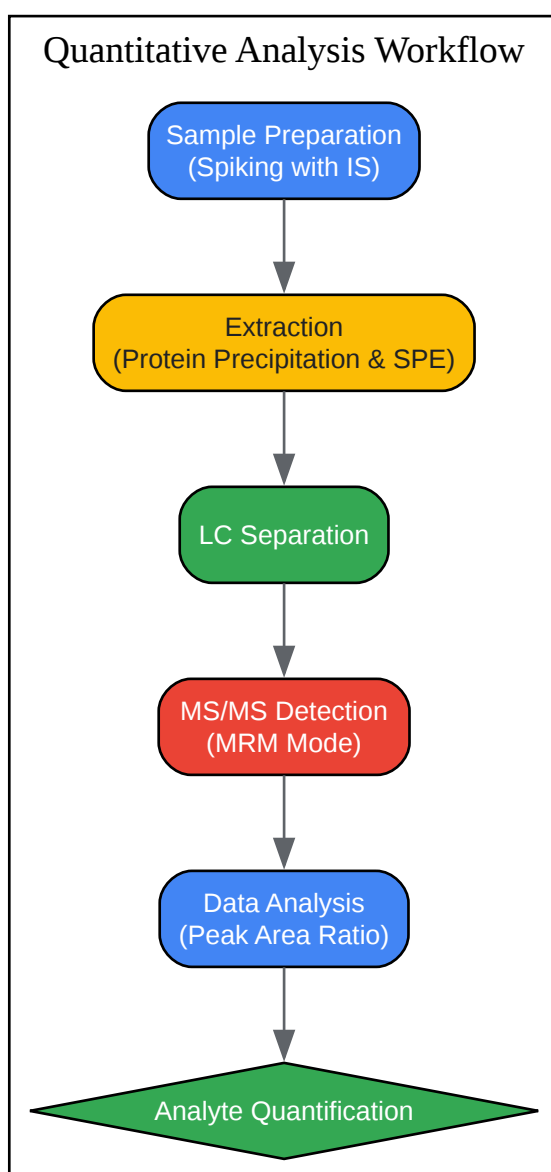 Quantitative Analysis Workflow
Sample Preparation
(Spiking with IS)
Extraction
(Protein Precipitation & SPE)
LC Separation
MS/MS Detection
(MRM Mode)
Data Analysis
(Peak Area Ratio)
Analyte Quantification